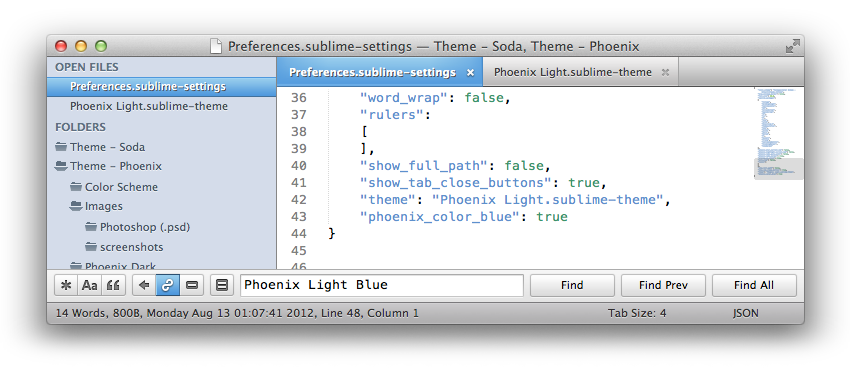 Preferences.sublime-settings — Theme - Soda, Theme - Phoenix
OPEN FILES
Preferences.sublime-settings
Phoenix Light.sublime-theme
FOLDERS
Theme - Soda
Theme - Phoenix
Color Scheme
Images
Photoshop (.psd)
screenshots
Phoenix Dark
Preferences.sublime-settings ×
Phoenix Light.sublime-theme ×
36 "word_wrap": false,
37 "rulers":
38 [
39 ],
40 "show_full_path": false,
41 "show_tab_close_buttons": true,
42 "theme": "Phoenix Light.sublime-theme",
43 "phoenix_color_blue": true
44 }
45
46
* Aa “ Phoenix Light Blue Find Find Prev Find All
14 Words, 800B, Monday Aug 13 01:07:41 2012, Line 48, Column 1 Tab Size: 4 JSON